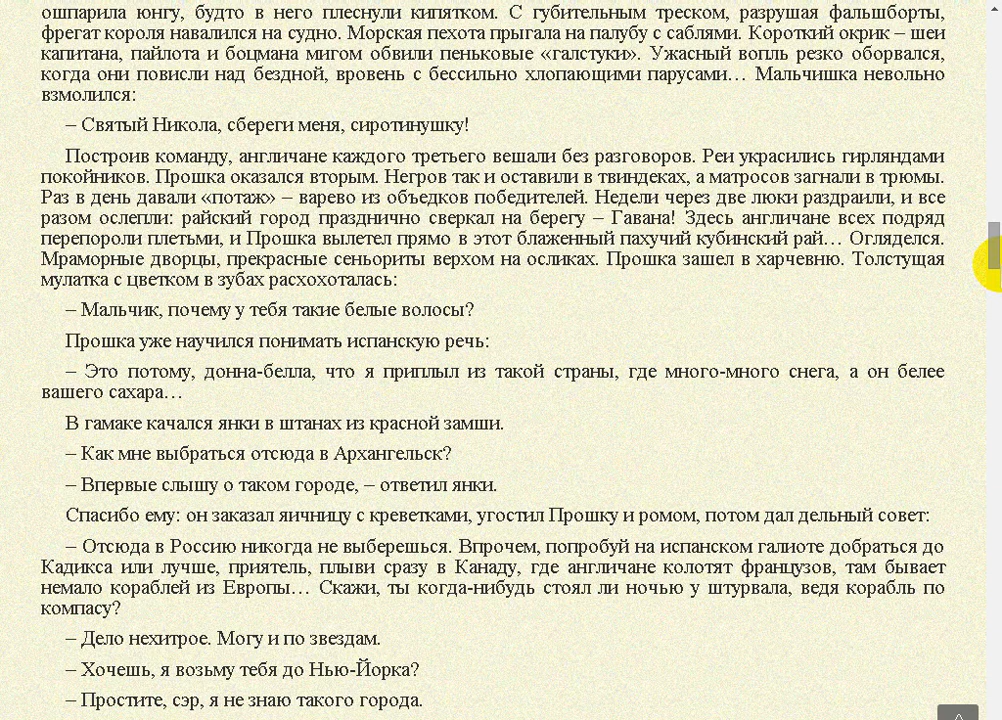 ошпарила юнгу, будто в него плеснули кипятком. С губительным треском, разрушая фальшборты,
фрегат короля навалился на судно. Морская пехота прыгала на палубу с саблями. Короткий окрик – шеи
капитана, пайлота и боцмана мигом обвили пеньковые «галстуки». Ужасный вопль резко оборвался,
когда они повисли над бездной, вровень с бессильно хлопающими парусами… Мальчишка невольно
взмолился:
– Святый Никола, сбереги меня, сиротинушку!
Построив команду, англичане каждого третьего вешали без разговоров. Реи украсились гирляндами
покойников. Прошка оказался вторым. Негров так и оставили в твиндеках, а матросов загнали в трюмы.
Раз в день давали «потаж» – варево из объедков победителей. Недели через две люки раздраили, и все
разом ослепли: райский город празднично сверкал на берегу – Гавана! Здесь англичане всех подряд
перепороли плетьми, и Прошка вылетел прямо в этот блаженный пахучий кубинский рай… Огляделся.
Мраморные дворцы, прекрасные сеньориты верхом на осликах. Прошка зашел в харчевню. Толстущая
мулатка с цветком в зубах расхохоталась:
– Мальчик, почему у тебя такие белые волосы?
Прошка уже научился понимать испанскую речь:
– Это потому, донна-белла, что я приплыл из такой страны, где много-много снега, а он белее
вашего сахара…
В гамаке качался янки в штанах из красной замши.
– Как мне выбраться отсюда в Архангельск?
– Впервые слышу о таком городе, – ответил янки.
Спасибо ему: он заказал яичницу с креветками, угостил Прошку и ромом, потом дал дельный совет:
– Отсюда в Россию никогда не выберешься. Впрочем, попробуй на испанском галиоте добраться до
Кадикса или лучше, приятель, плыви сразу в Канаду, где англичане колотят французов, там бывает
немало кораблей из Европы… Скажи, ты когда-нибудь стоял ли ночью у штурвала, ведя корабль по
компасу?
– Дело нехитрое. Могу и по звездам.
– Хочешь, я возьму тебя до Нью-Йорка?
– Простите, сэр, я не знаю такого города.